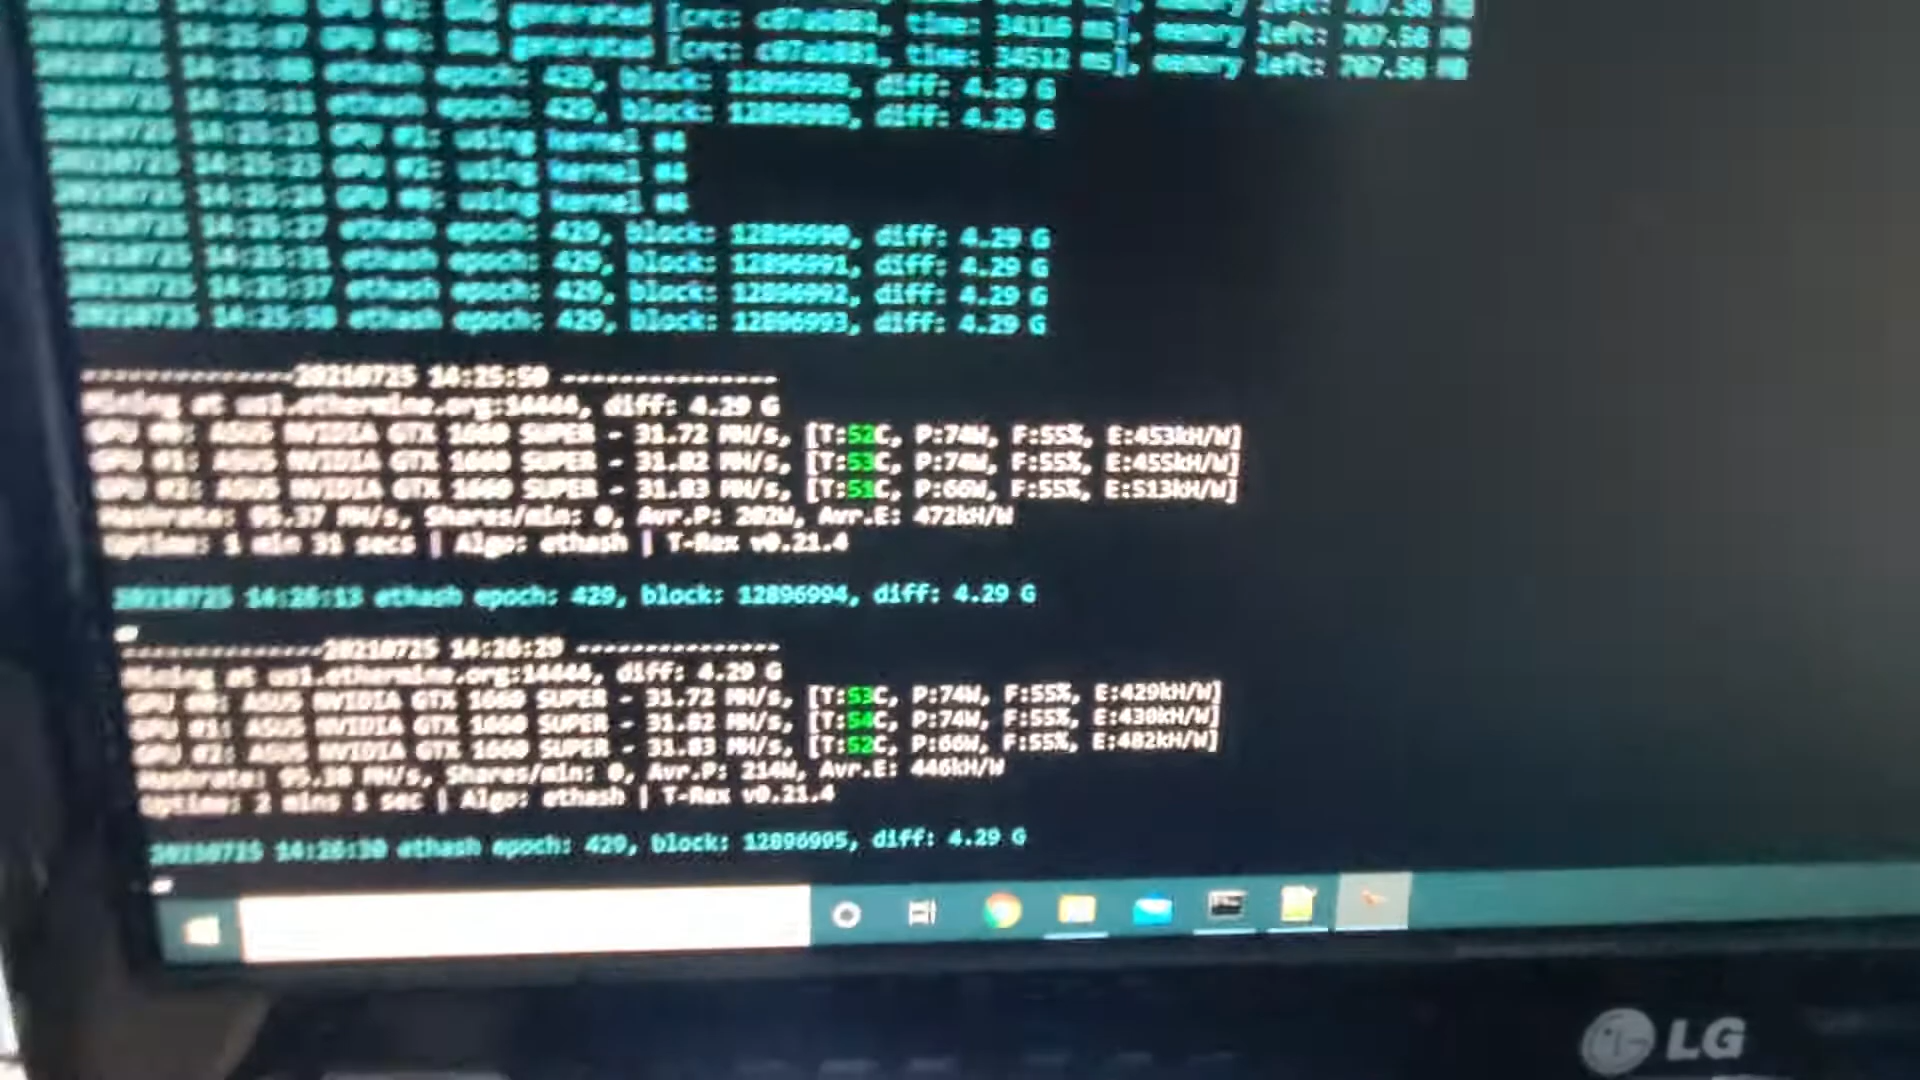 GPU #1: DAG generated [crc: c07ab081, time: 34116 ms], memory left: 707.56 MB
20210725 14:25:07 GPU #0: DAG generated [crc: c07ab081, time: 34512 ms], memory left: 707.56 MB
20210725 14:25:08 ethash epoch: 429, block: 12896988, diff: 4.29 G
20210725 14:25:11 ethash epoch: 429, block: 12896989, diff: 4.29 G
20210725 14:25:23 GPU #1: using kernel #4
20210725 14:25:23 GPU #2: using kernel #4
20210725 14:25:24 GPU #0: using kernel #4
20210725 14:25:27 ethash epoch: 429, block: 12896990, diff: 4.29 G
20210725 14:25:31 ethash epoch: 429, block: 12896991, diff: 4.29 G
20210725 14:25:37 ethash epoch: 429, block: 12896992, diff: 4.29 G
20210725 14:25:50 ethash epoch: 429, block: 12896993, diff: 4.29 G
---------------20210725 14:25:59 ---------------
Mining at us1.ethermine.org:14444, diff: 4.29 G
GPU #0: ASUS NVIDIA GTX 1660 SUPER - 31.72 MH/s, [T:52C, P:74W, F:55%, E:453kH/W]
GPU #1: ASUS NVIDIA GTX 1660 SUPER - 31.82 MH/s, [T:53C, P:74W, F:55%, E:455kH/W]
GPU #2: ASUS NVIDIA GTX 1660 SUPER - 31.83 MH/s, [T:51C, P:66W, F:55%, E:513kH/W]
Hashrate: 95.37 MH/s, Shares/min: 0, Avr.P: 202W, Avr.E: 472kH/W
Uptime: 1 min 31 secs | Algo: ethash | T-Rex v0.21.4
20210725 14:26:13 ethash epoch: 429, block: 12896994, diff: 4.29 G
---------------20210725 14:26:29 ---------------
Mining at us1.ethermine.org:14444, diff: 4.29 G
GPU #0: ASUS NVIDIA GTX 1660 SUPER - 31.72 MH/s, [T:53C, P:74W, F:55%, E:429kH/W]
GPU #1: ASUS NVIDIA GTX 1660 SUPER - 31.82 MH/s, [T:54C, P:74W, F:55%, E:430kH/W]
GPU #2: ASUS NVIDIA GTX 1660 SUPER - 31.83 MH/s, [T:52C, P:66W, F:55%, E:482kH/W]
Hashrate: 95.38 MH/s, Shares/min: 0, Avr.P: 214W, Avr.E: 446kH/W
Uptime: 2 mins 1 sec | Algo: ethash | T-Rex v0.21.4
20210725 14:26:30 ethash epoch: 429, block: 12896995, diff: 4.29 G
LG